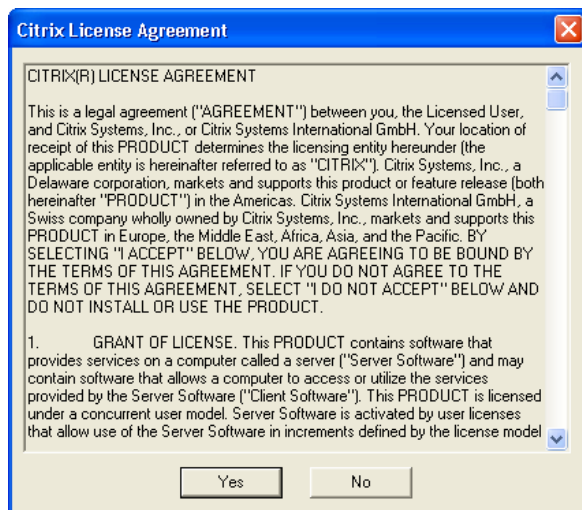 Citrix License Agreement
CITRIX(R) LICENSE AGREEMENT
This is a legal agreement ("AGREEMENT") between you, the Licensed User,
and Citrix Systems, Inc., or Citrix Systems International GmbH. Your location of
receipt of this PRODUCT determines the licensing entity hereunder (the
applicable entity is hereinafter referred to as "CITRIX"). Citrix Systems, Inc., a
Delaware corporation, markets and supports this product or feature release (both
hereinafter "PRODUCT") in the Americas. Citrix Systems International GmbH, a
Swiss company wholly owned by Citrix Systems, Inc., markets and supports this
PRODUCT in Europe, the Middle East, Africa, Asia, and the Pacific. BY
SELECTING "I ACCEPT" BELOW, YOU ARE AGREEING TO BE BOUND BY
THE TERMS OF THIS AGREEMENT. IF YOU DO NOT AGREE TO THE
TERMS OF THIS AGREEMENT, SELECT "I DO NOT ACCEPT" BELOW AND
DO NOT INSTALL OR USE THE PRODUCT.
1. GRANT OF LICENSE. This PRODUCT contains software that
provides services on a computer called a server ("Server Software") and may
contain software that allows a computer to access or utilize the services
provided by the Server Software ("Client Software"). This PRODUCT is licensed
under a concurrent user model. Server Software is activated by user licenses
that allow use of the Server Software in increments defined by the license model
Yes No